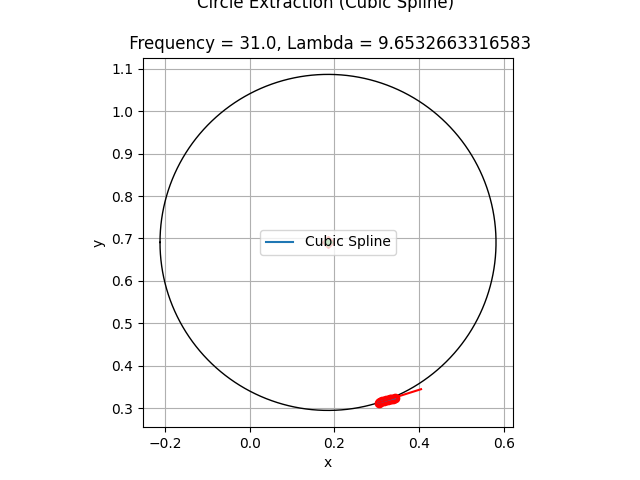 Circle Extraction (Cubic Spline)
Frequency = 31.0, Lambda = 9.6532663316583
1.1
1.0
0.9
0.8
0.7
0.6
0.5
0.4
0.3
y
Cubic Spline
−0.2 0.0 0.2 0.4 0.6
x